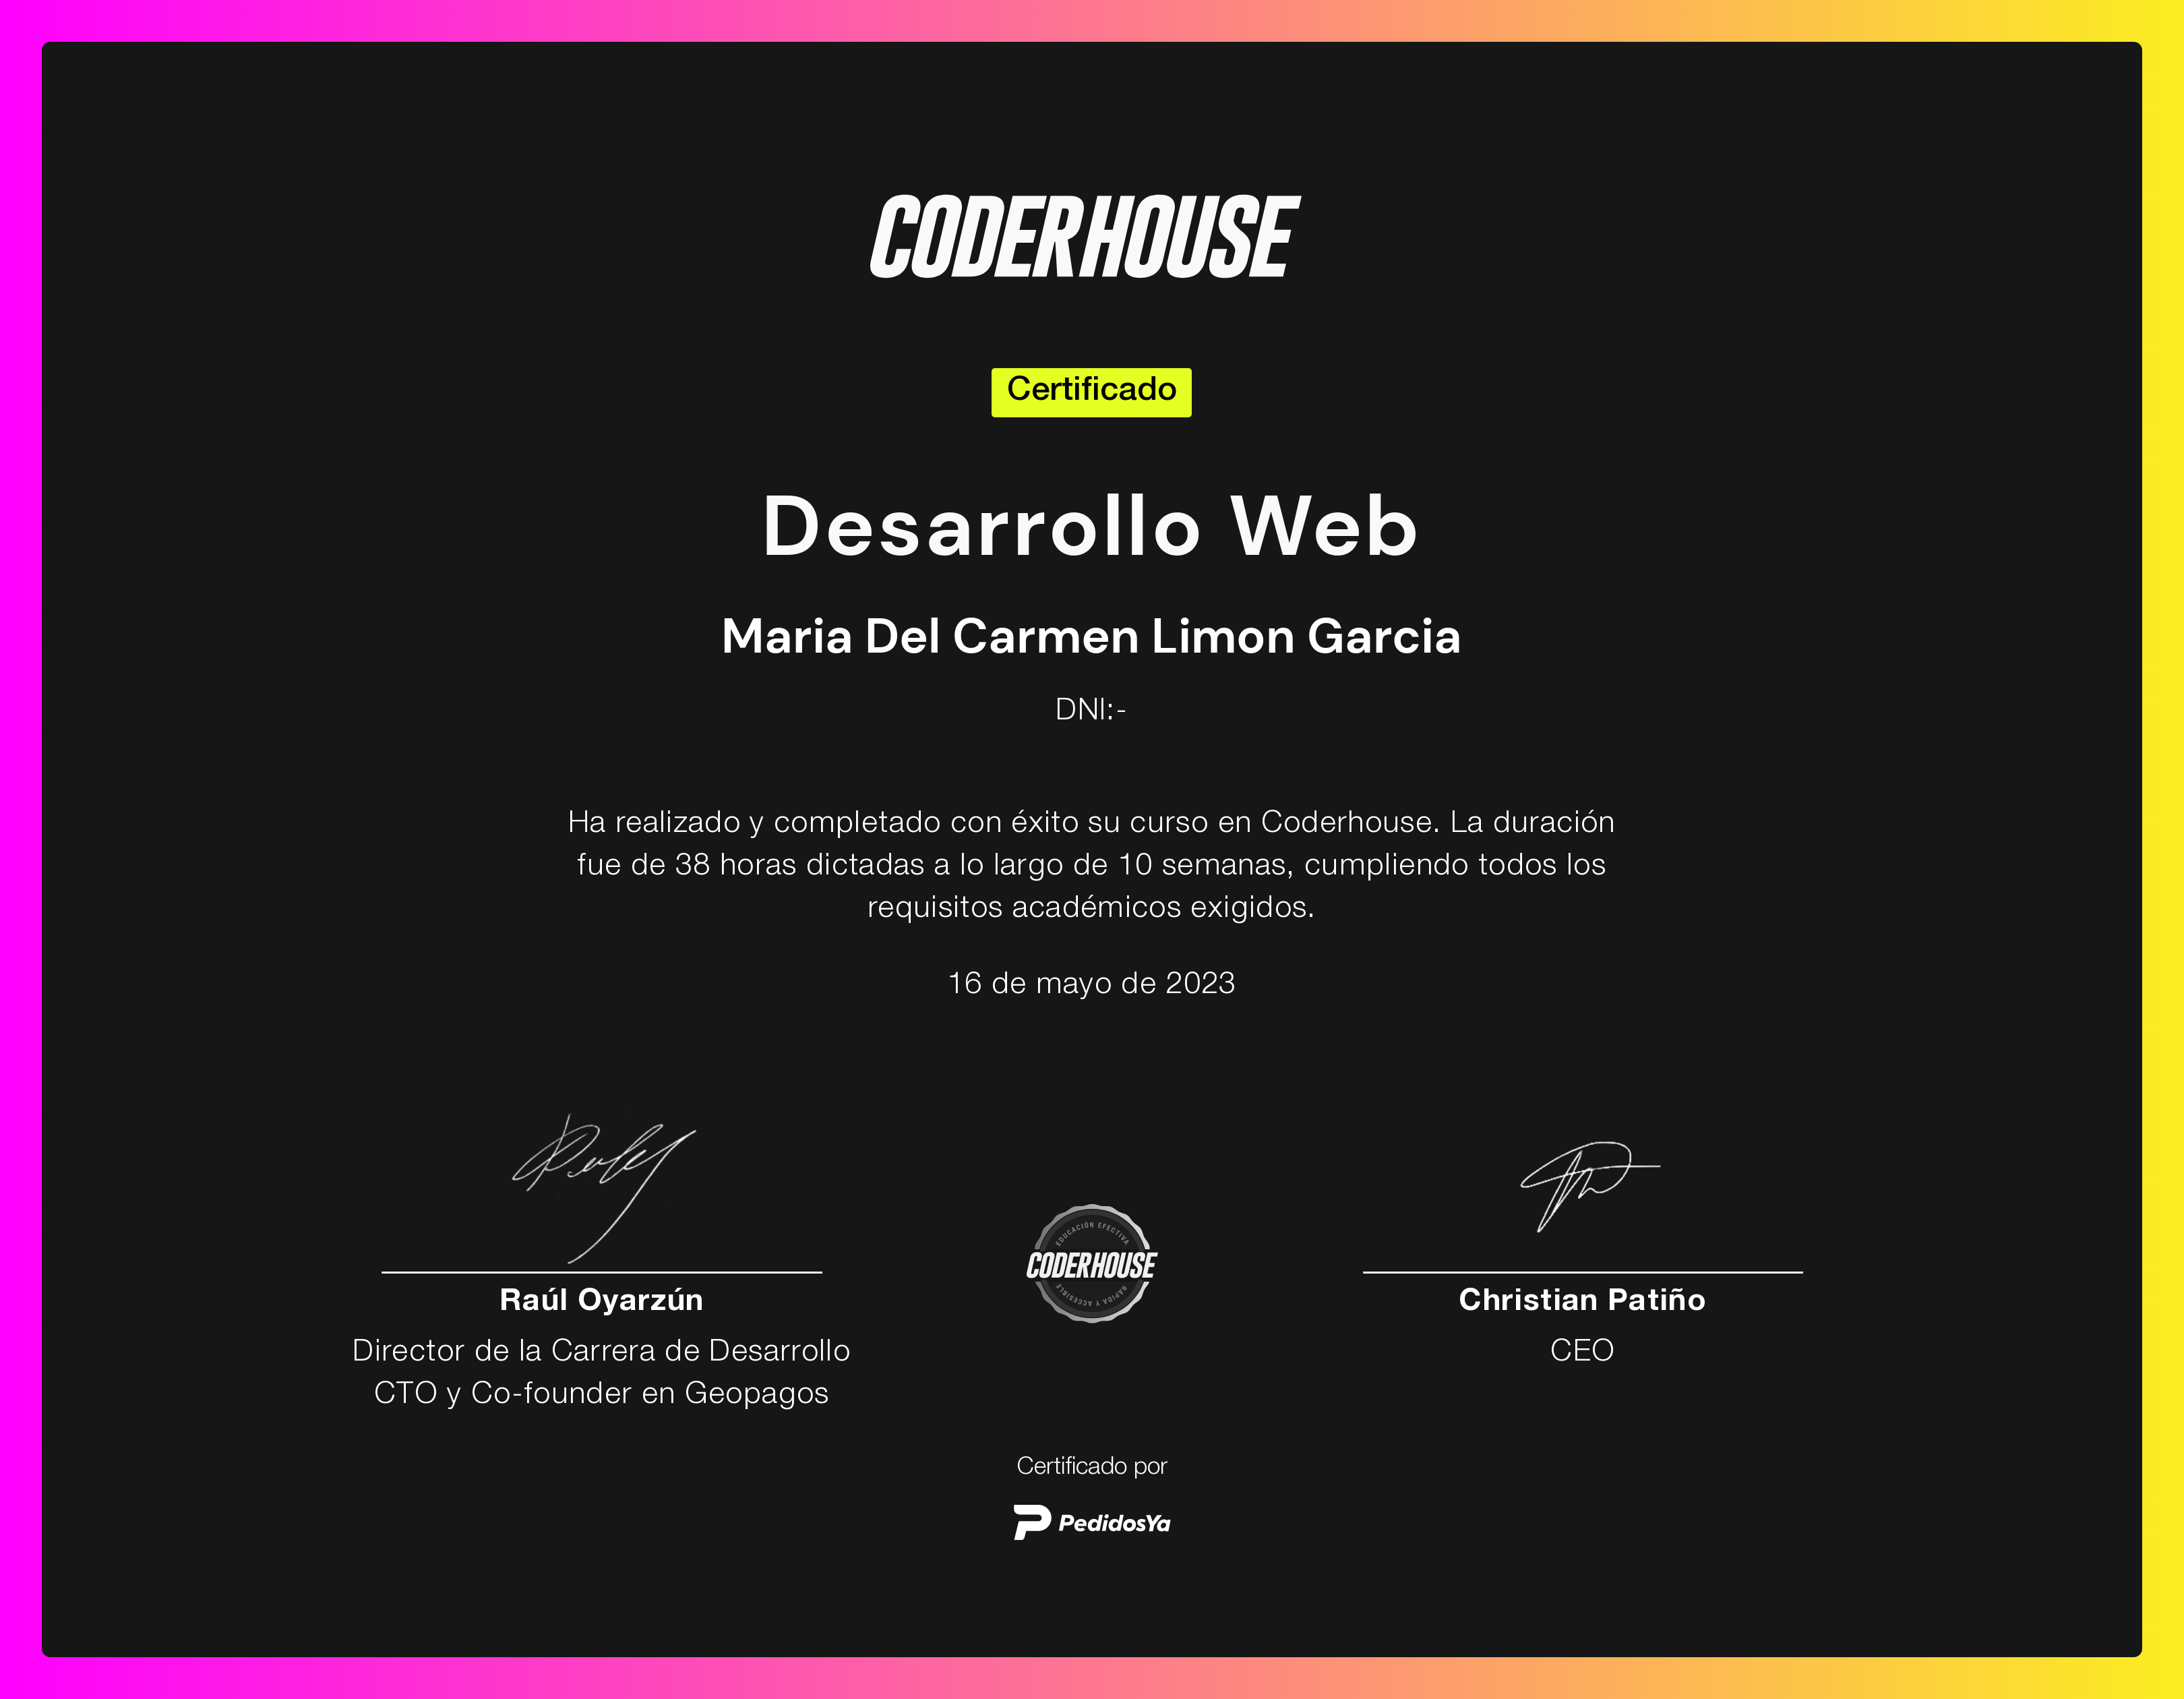 CODERHOUSE
Certificado
Desarrollo Web
Maria Del Carmen Limon Garcia
DNI:-
Ha realizado y completado con éxito su curso en Coderhouse. La duración
fue de 38 horas dictadas a lo largo de 10 semanas, cumpliendo todos los
requisitos académicos exigidos.
16 de mayo de 2023
Raúl Oyarzún
Director de la Carrera de Desarrollo
CTO y Co-founder en Geopagos
EDUCACIÓN EFECTIVA
CODERHOUSE
RÁPIDA Y ACCESIBLE
Christian Patiño
CEO
Certificado por
PedidosYa